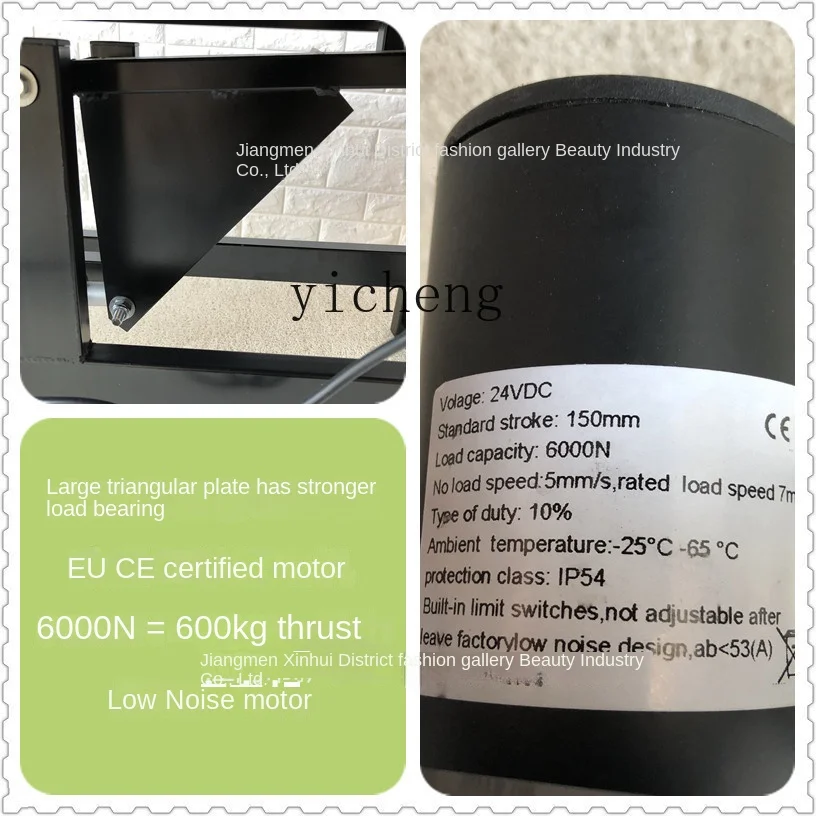 Jiangmen Xinhui District fashion gallery Beauty Industry
Co., Ltd.
yicheng
Large triangular plate has stronger
load bearing
EU CE certified motor
6000N = 600kg thrust
Jiangmen Xinhui District fashion gallery Beauty Industry
Co., Ltd.
Low Noise motor
Volage: 24VDC
Standard stroke: 150mm
CE
Load capacity: 6000N
No load speed:5mm/s,rated load speed 7m
Type of duty: 10%
Ambient temperature:-25°C -65 °C
protection class: IP54
Built-in limit switches,not adjustable after
leave factorylow noise design,ab<53(A)